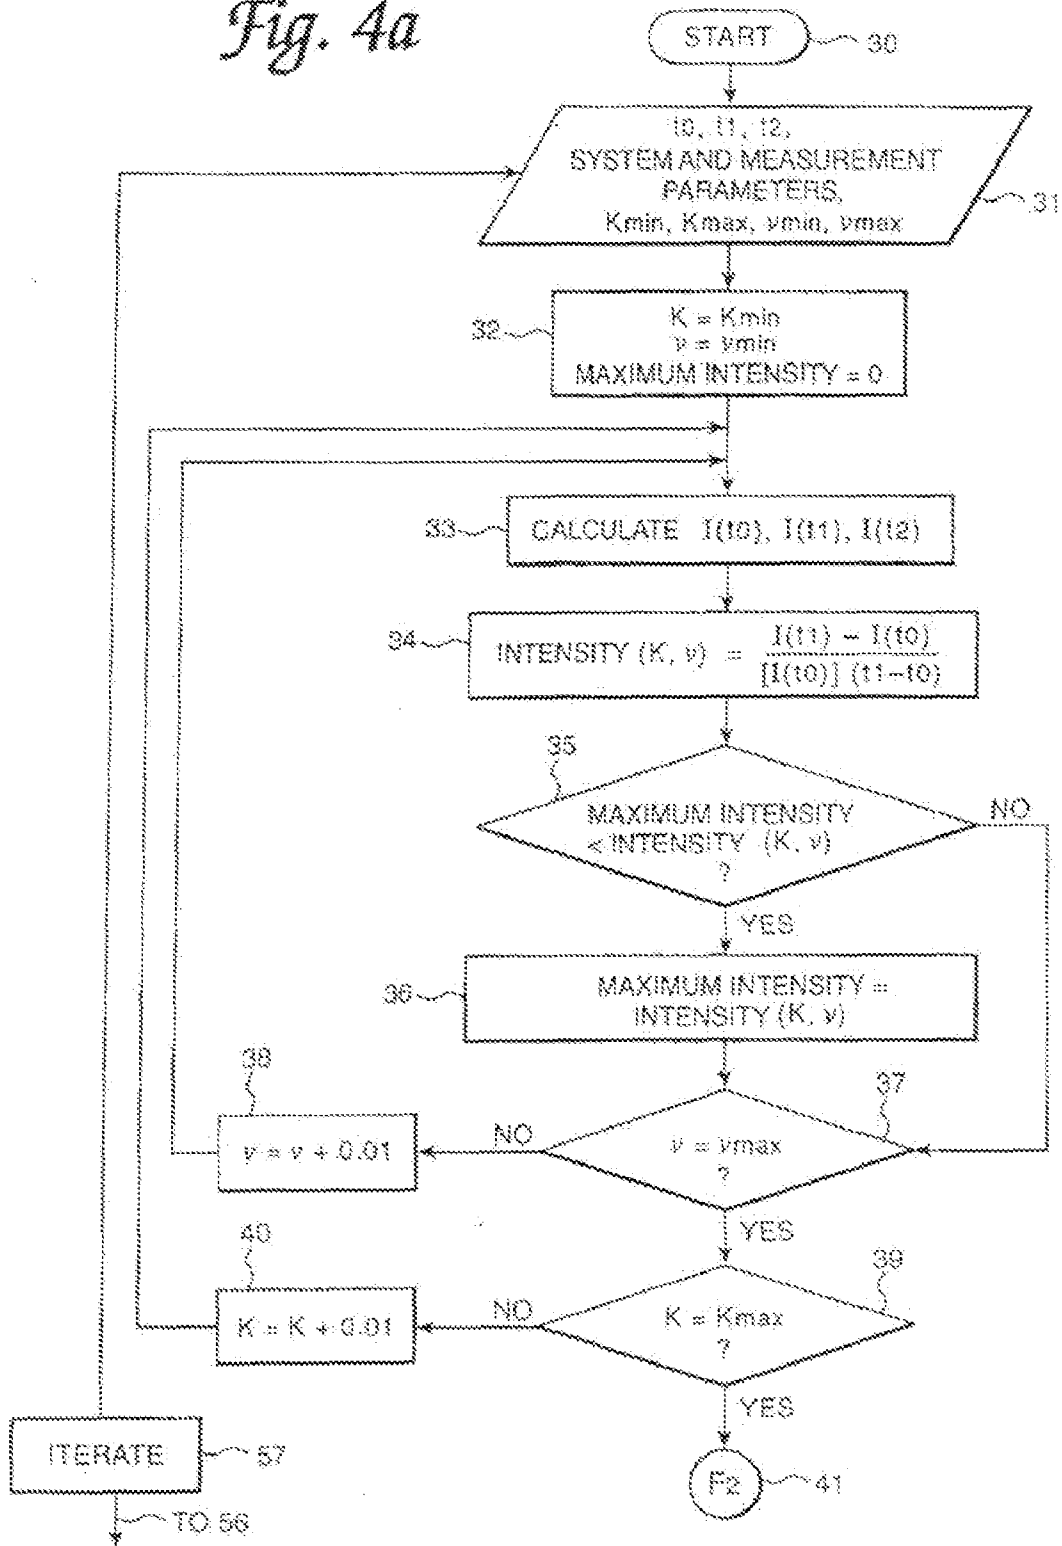 Fig. 4a
START
30
t0, t1, t2,
SYSTEM AND MEASUREMENT
PARAMETERS,
Kmin, Kmax, νmin, νmax
31
32
K = Kmin
ν = νmin
MAXIMUM INTENSITY = 0
33
CALCULATE I(t0), I(t1), I(t2)
34
INTENSITY (K, ν) = I(t1) - I(t0)
[I(t0)] (t1-t0)
35
MAXIMUM INTENSITY
< INTENSITY (K, ν)
?
NO
YES
36
MAXIMUM INTENSITY =
INTENSITY (K, ν)
38
37
ν = ν + 0.01
NO
ν = νmax
?
YES
40
39
K = K + 0.01
NO
K = Kmax
?
YES
ITERATE
57
F2
41
TO 56